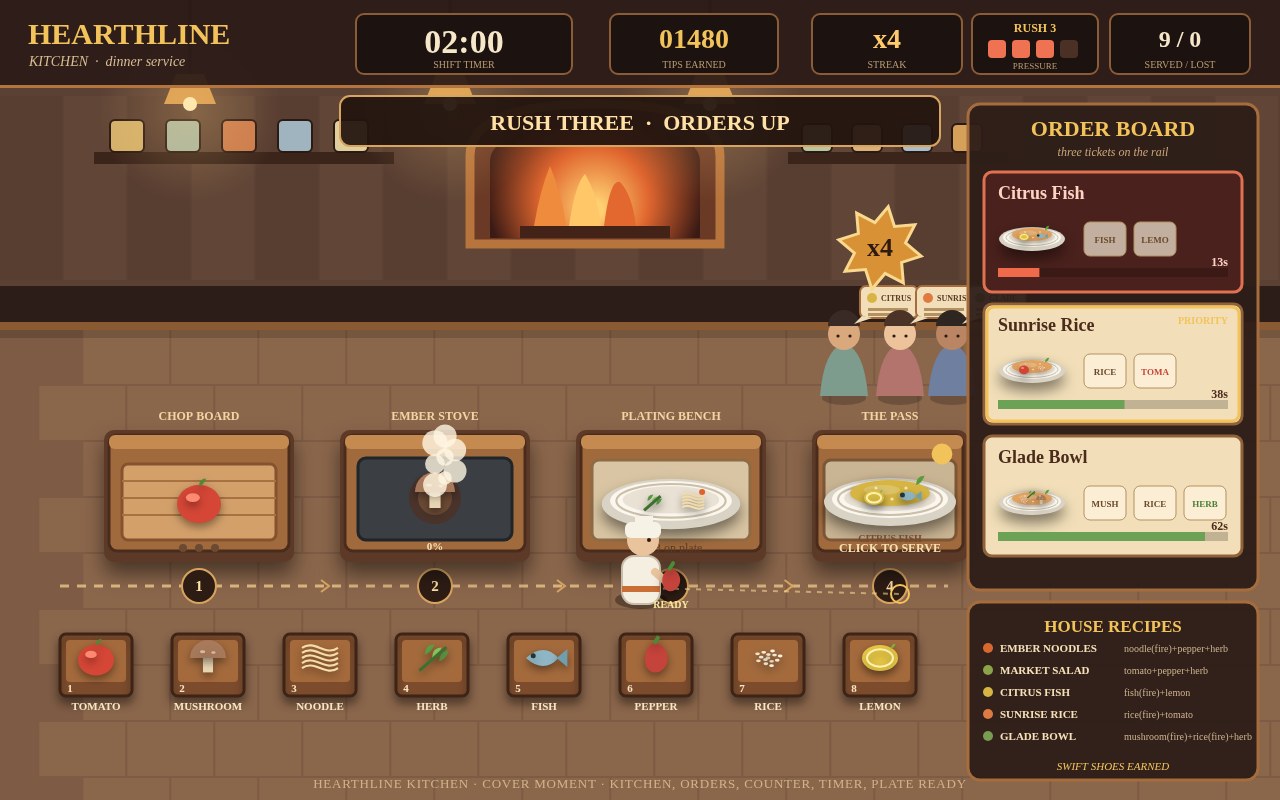 HEARTHLINE
KITCHEN · dinner service
02:00
SHIFT TIMER
01480
TIPS EARNED
x4
STREAK
RUSH 3
PRESSURE
9 / 0
SERVED / LOST
RUSH THREE · ORDERS UP
x4
CITRUS
SUNRIS
ORDER BOARD
three tickets on the rail
Citrus Fish
FISH
LEMO
13s
Sunrise Rice
PRIORITY
RICE
TOMA
38s
Glade Bowl
MUSH
RICE
HERB
62s
CHOP BOARD
EMBER STOVE
PLATING BENCH
THE PASS
0%
on plate
CITRUS FISH
CLICK TO SERVE
1
2
4
READY
1
TOMATO
2
MUSHROOM
3
NOODLE
4
HERB
5
FISH
6
PEPPER
7
RICE
8
LEMON
HOUSE RECIPES
EMBER NOODLES noodle(fire)+pepper+herb
MARKET SALAD tomato+pepper+herb
CITRUS FISH fish(fire)+lemon
SUNRISE RICE rice(fire)+tomato
GLADE BOWL mushroom(fire)+rice(fire)+herb
SWIFT SHOES EARNED
HEARTHLINE KITCHEN · COVER MOMENT · KITCHEN, ORDERS, COUNTER, TIMER, PLATE READY